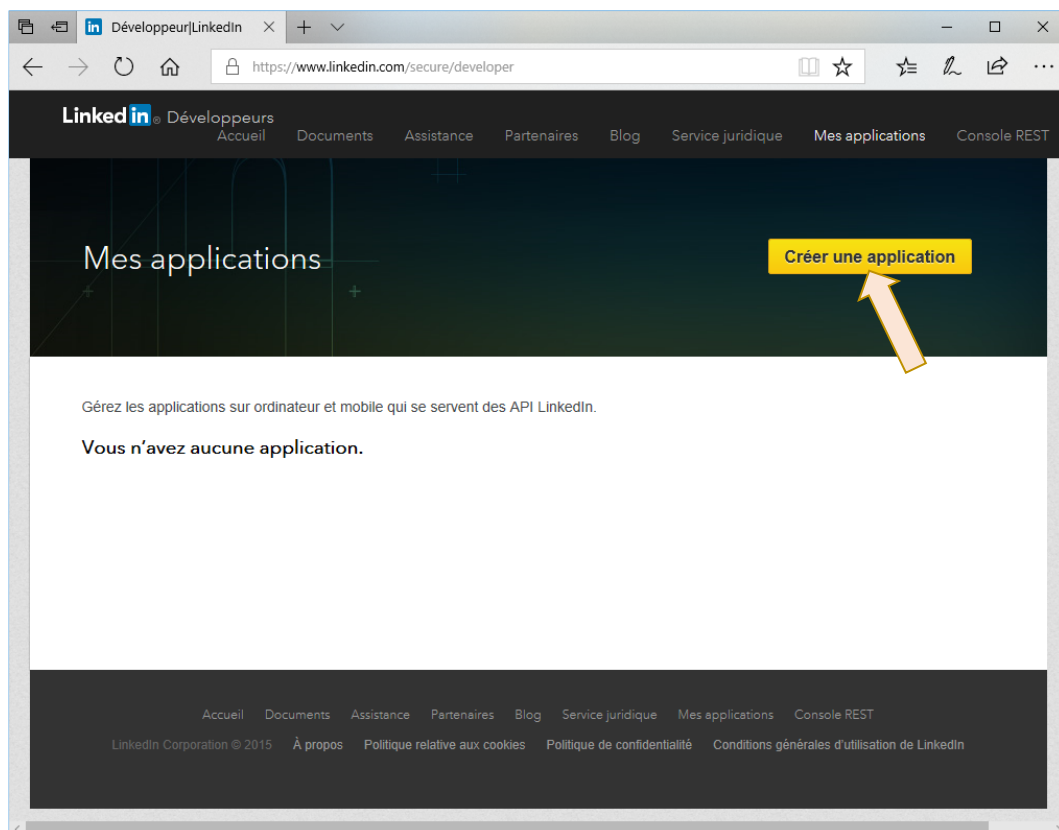 Développeur|LinkedIn
https://www.linkedin.com/secure/developer
Linked in ® Développeurs
Accueil Documents Assistance Partenaires Blog Service juridique Mes applications Console REST
Mes applications
Créer une application
Gérez les applications sur ordinateur et mobile qui se servent des API LinkedIn.
Vous n’avez aucune application.
Accueil Documents Assistance Partenaires Blog Service juridique Mes applications Console REST
LinkedIn Corporation © 2015 À propos Politique relative aux cookies Politique de confidentialité Conditions générales d'utilisation de LinkedIn